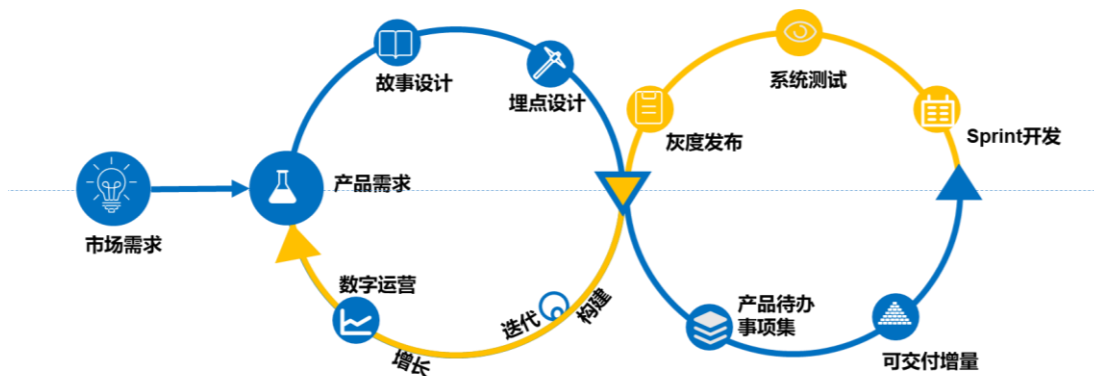 故事设计
埋点设计
系统测试
灰度发布
Sprint开发
产品需求
市场需求
数字运营
增长
迭代
构建
产品待办
事项集
可交付增量